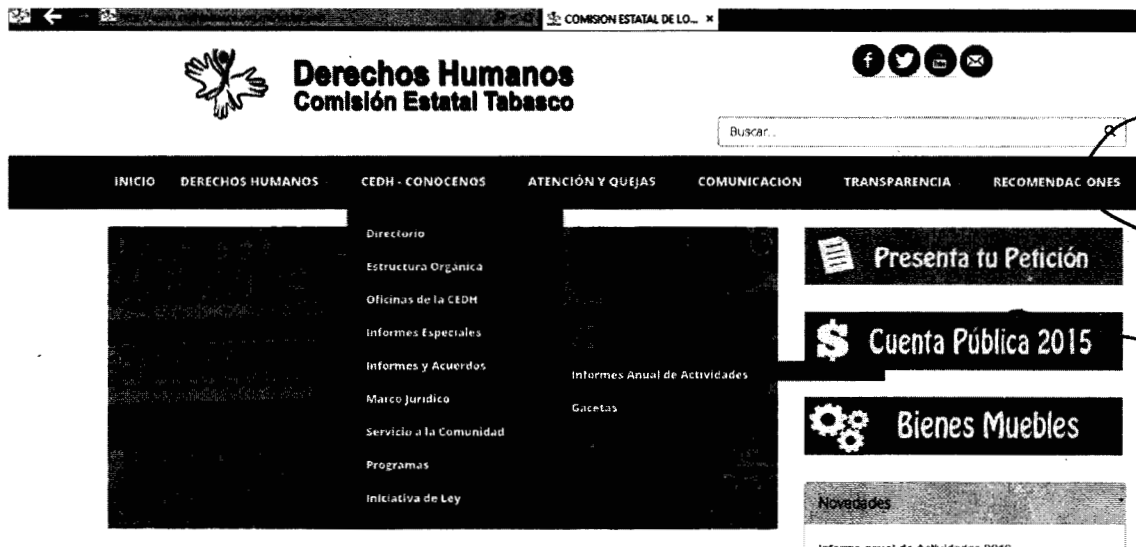 COMISION ESTATAL DE LO... ×
Derechos Humanos
Comisión Estatal Tabasco
Buscar...
INICIO DERECHOS HUMANOS CEDH - CONOCENOS ATENCIÓN Y QUEJAS COMUNICACION TRANSPARENCIA RECOMENDAC ONES
Directorio
Estructura Orgánica
Oficinas de la CEDH
Informes Especiales
Informes y Acuerdos
Informes Anual de Actividades
Marco Jurídico
Gacetas
Servicio a la Comunidad
Programas
Iniciativa de Ley
Presenta tu Petición
$ Cuenta Pública 2015
Bienes Muebles
Novedades